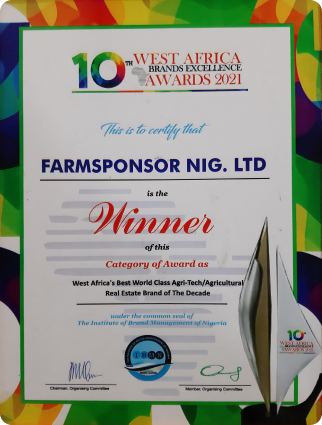 10TH WEST AFRICA
BRANDS EXCELLENCE
AWARDS 2021
This is to certify that
FARMSPONSOR NIG. LTD
is the
Winner
of this
Category of Award as
West Africa's Best World Class Agri-Tech/Agricultural
Real Estate Brand of The Decade
under the common seal of
The Institute of Brand Management of Nigeria
Chairman, Organising Committee
Member, Organising Committee
10TH
WEST AFRICA
BRANDS EXCELLENCE
AWARDS 2021